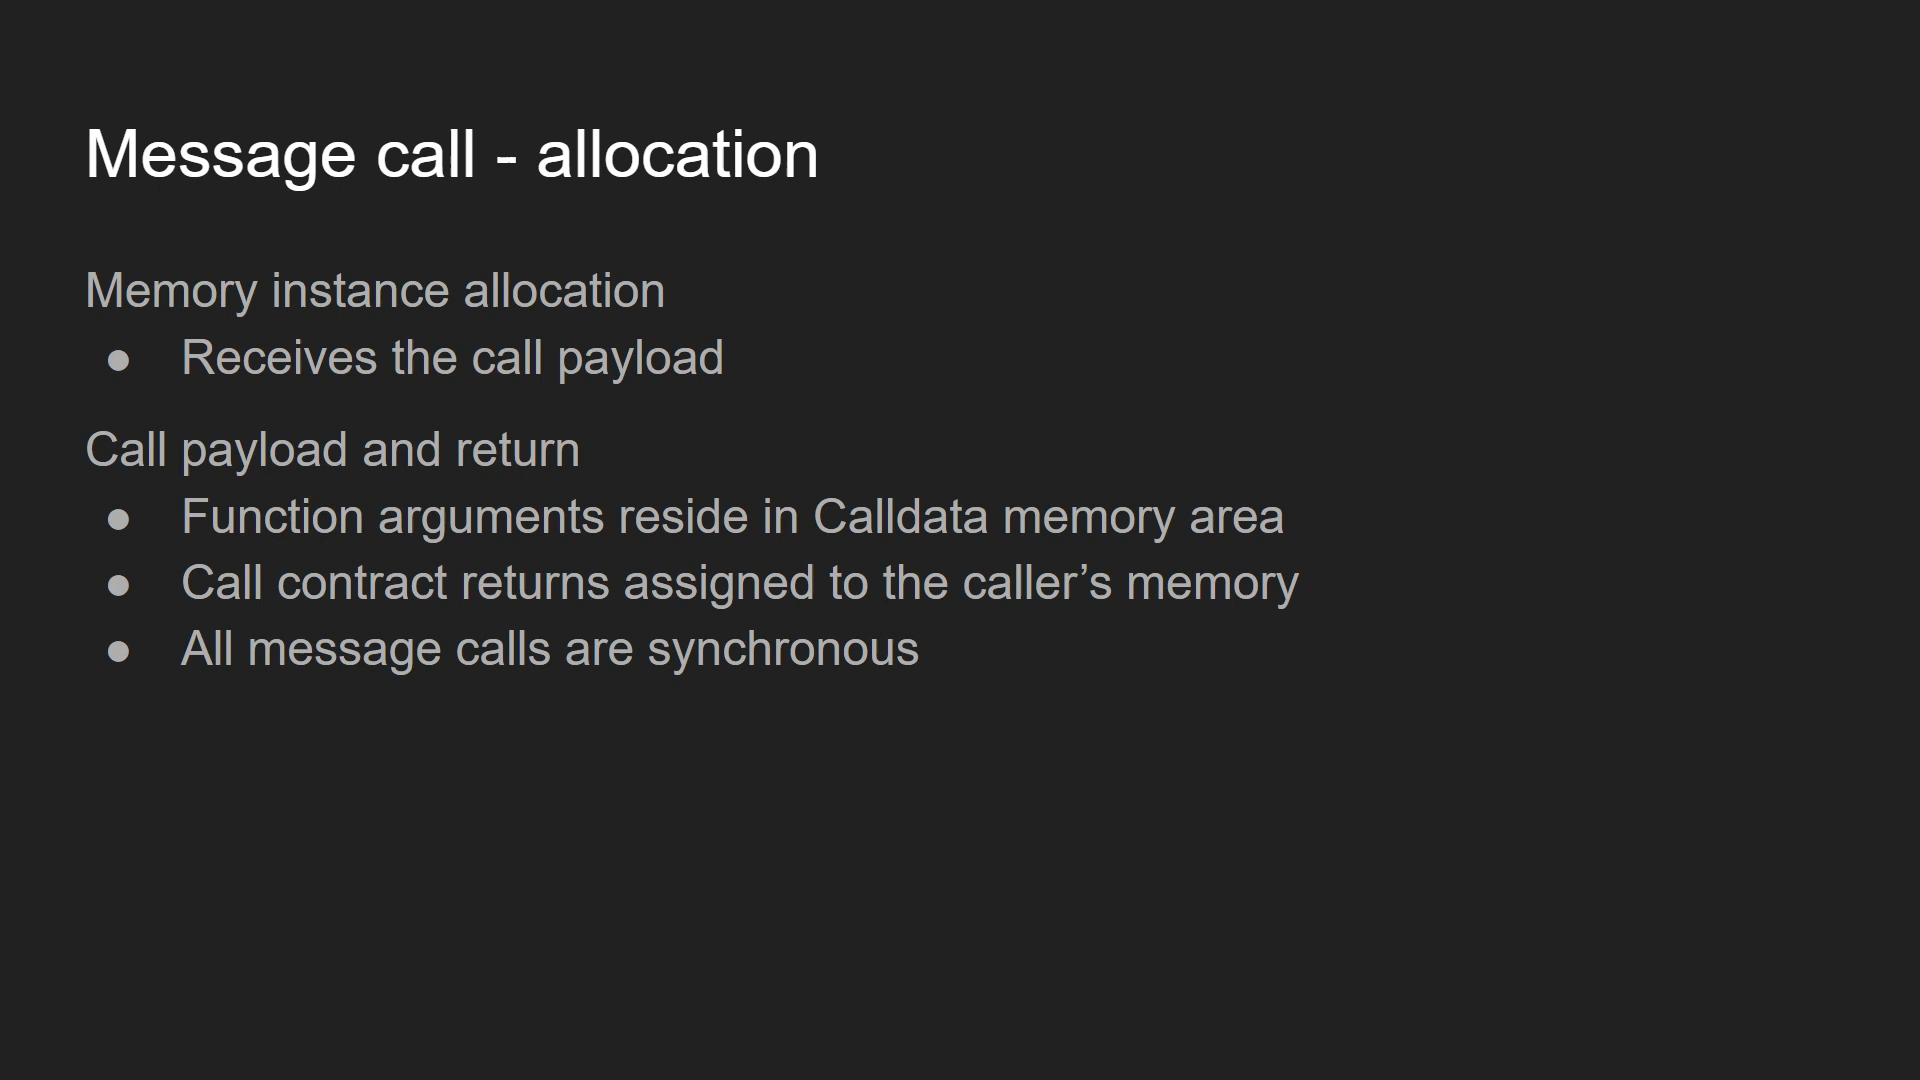 Message call - allocation
Memory instance allocation
● Receives the call payload
Call payload and return
● Function arguments reside in Calldata memory area
● Call contract returns assigned to the caller’s memory
● All message calls are synchronous